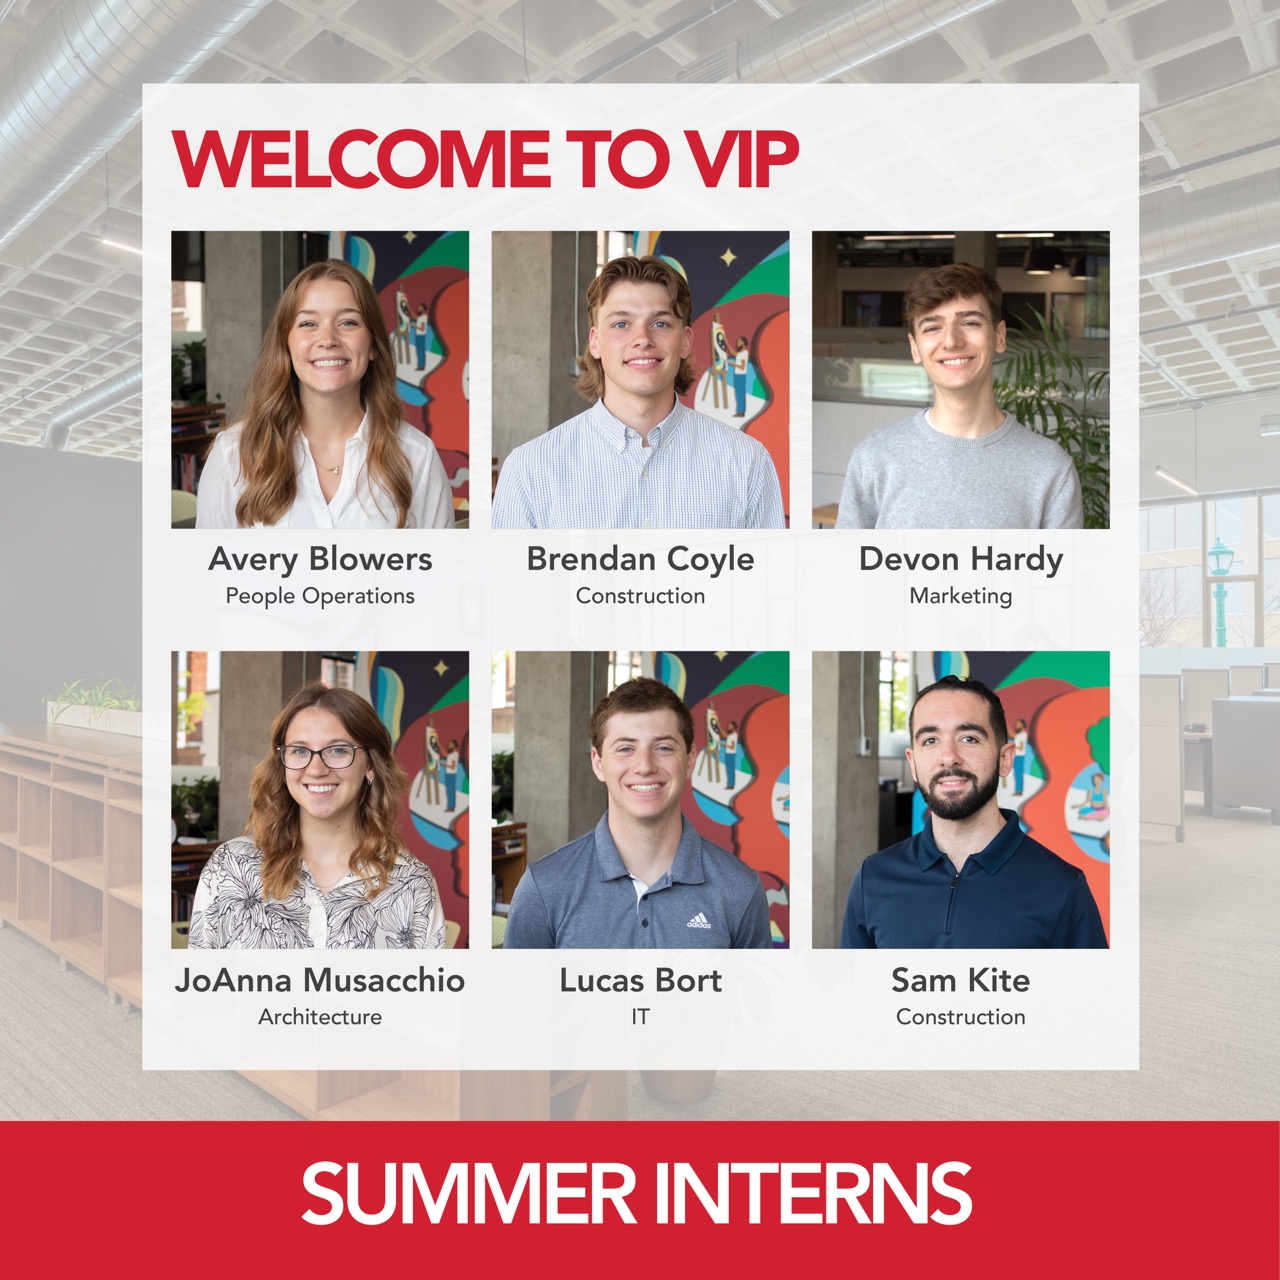 WELCOME TO VIP
Avery Blowers
People Operations
Brendan Coyle
Construction
Devon Hardy
Marketing
adidas
JoAnna Musacchio
Architecture
Lucas Bort
IT
Sam Kite
Construction
SUMMER INTERNS